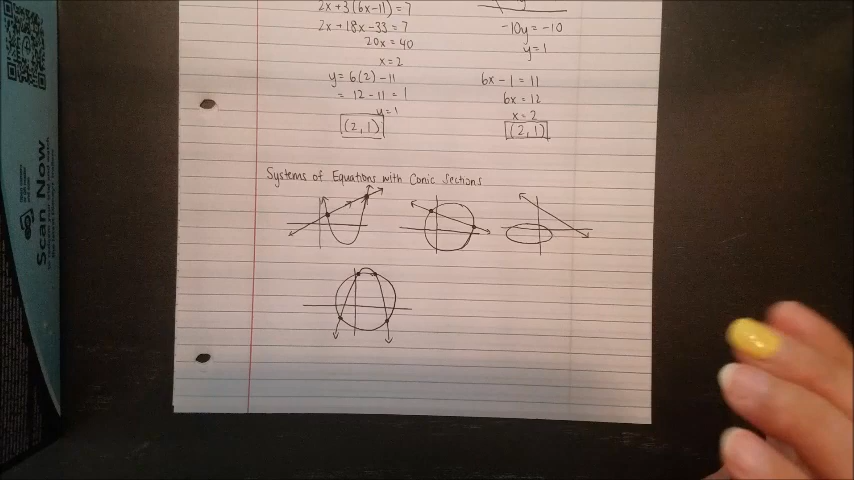 2x+3(6x-11)=7
2x+18x-33=7
20x=40
x=2
y=6(2)-11
=12-11=1
y=1
(2,1)
-10y=-10
y=1
6x-1=11
6x=12
x=2
(2,1)
Systems of Equations with Conic Sections
Scan Now